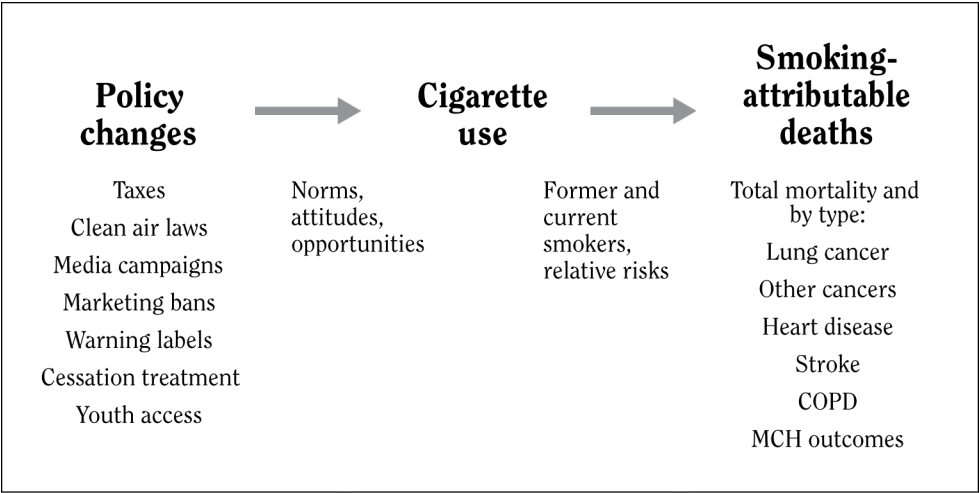 Policy
changes
Taxes
Clean air laws
Media campaigns
Marketing bans
Warning labels
Cessation treatment
Youth access
Norms,
attitudes,
opportunities
Cigarette
use
Former and
current
smokers,
relative risks
Smoking-
attributable
deaths
Total mortality and
by type:
Lung cancer
Other cancers
Heart disease
Stroke
COPD
MCH outcomes